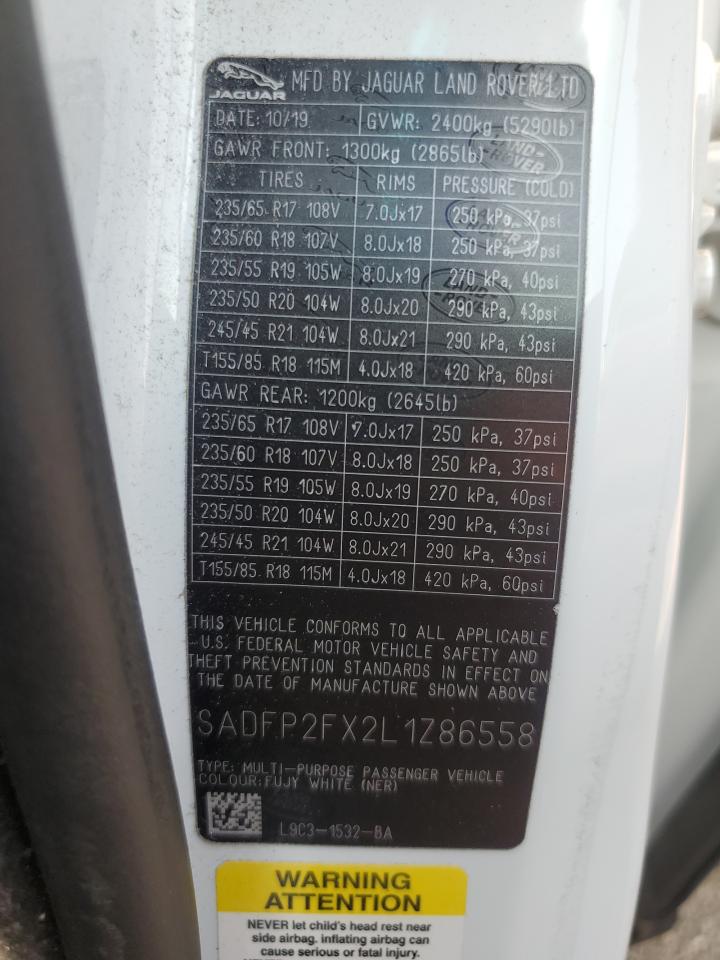 JAGUAR MFD BY JAGUAR LAND ROVER LTD
DATE: 10/19 GVWR: 2400kg (5290lb)
GAWR FRONT: 1300kg (2865lb)
TIRES RIMS PRESSURE (COLD)
235/65 R17 108V 7.0Jx17 250 kPa, 37psi
235/60 R18 107V 8.0Jx18 250 kPa, 37psi
235/55 R19 105W 8.0Jx19 270 kPa, 40psi
235/50 R20 104W 8.0Jx20 290 kPa, 43psi
245/45 R21 104W 8.0Jx21 290 kPa, 43psi
T155/85 R18 115M 4.0Jx18 420 kPa, 60psi
GAWR REAR: 1200kg (2645lb)
235/65 R17 108V 7.0Jx17 250 kPa, 37psi
235/60 R18 107V 8.0Jx18 250 kPa, 37psi
235/55 R19 105W 8.0Jx19 270 kPa, 40psi
235/50 R20 104W 8.0Jx20 290 kPa, 43psi
245/45 R21 104W 8.0Jx21 290 kPa, 43psi
T155/85 R18 115M 4.0Jx18 420 kPa, 60psi
THIS VEHICLE CONFORMS TO ALL APPLICABLE
U.S. FEDERAL MOTOR VEHICLE SAFETY AND
THEFT PREVENTION STANDARDS IN EFFECT ON
THE DATE OF MANUFACTURE SHOWN ABOVE
SADFP2FX2L1Z86558
TYPE: MULTI-PURPOSE PASSENGER VEHICLE
COLOUR:FUJY WHITE (NER)
L9C3-1532-BA
WARNING
ATTENTION
NEVER let child's head rest near
side airbag. inflating airbag can
cause serious or fatal injury.